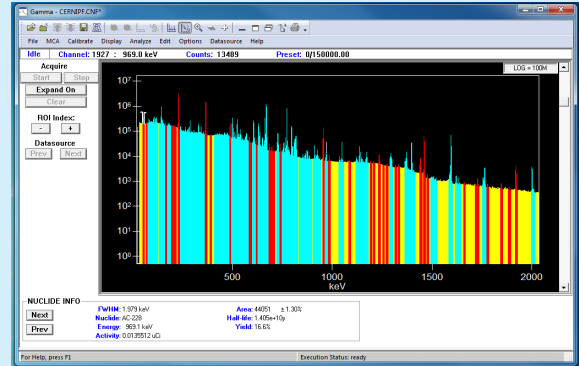 Gamma - CERNIPF.CNF*
File MCA Calibrate Display Analyze Edit Options Datasource Help
Idle Channel: 1927 : 969.0 keV Counts: 13489 Preset: 0/150000.00
Acquire
Start Stop
Expand On
Clear
ROI Index:
- +
Datasource
Prev Next
LOG = 100M
10⁷
10⁶
10⁵
10⁴
10³
10²
10¹
10⁰
500 1000 1500 2000
keV
NUCLIDE INFO
Next
Prev
FWHM: 1.979 keV Area: 44051 ± 1.30%
Nuclide: AC-228 Half-life: 1.405e+10y
Energy: 969.1 keV Yield: 16.6%
Activity: 0.0135512 uCi
For Help, press F1 Execution Status: ready